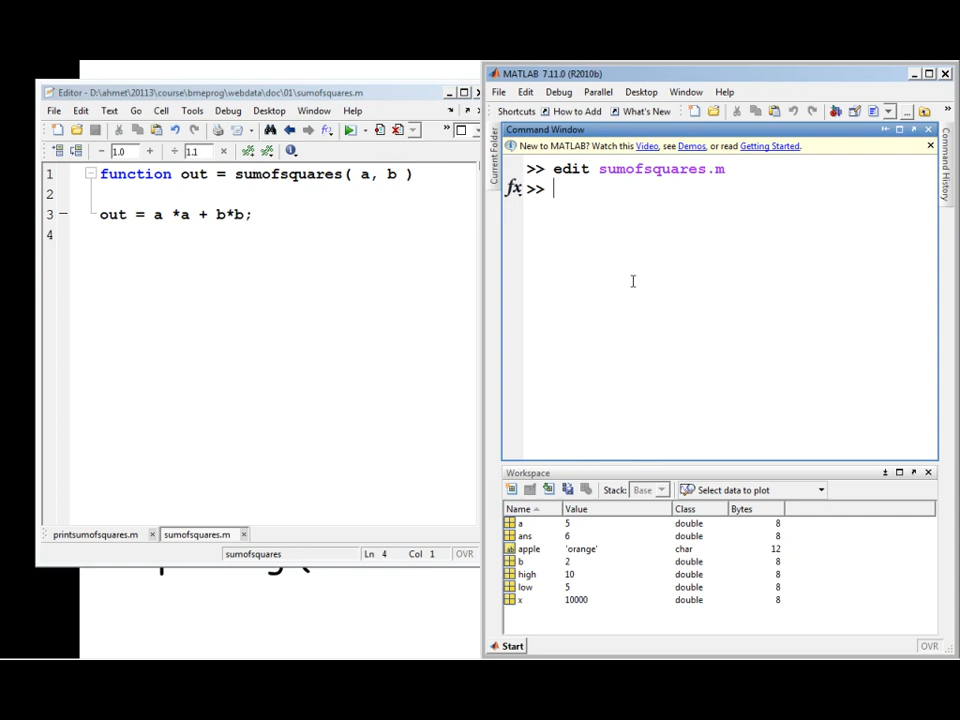 Editor - D:\ahmet\20113\course\bmeprog\webdata\doc\01\sumofsquares.m
File Edit Text Go Cell Tools Debug Desktop Window Help
1.0 1.1
1 function out = sumofsquares( a, b )
2
3 out = a *a + b*b;
4
printsumofsquares.m sumofsquares.m
sumofsquares Ln 4 Col 1 OVR
MATLAB 7.11.0 (R2010b)
File Edit Debug Parallel Desktop Window Help
Shortcuts How to Add What's New
Current Folder
Command Window
New to MATLAB? Watch this Video, see Demos, or read Getting Started.
>> edit sumofsquares.m
fx >>
Command History
Workspace
Stack: Base Select data to plot
Name Value Class Bytes
a 5 double 8
ans 6 double 8
apple 'orange' char 12
b 2 double 8
high 10 double 8
low 5 double 8
x 10000 double 8
Start OVR